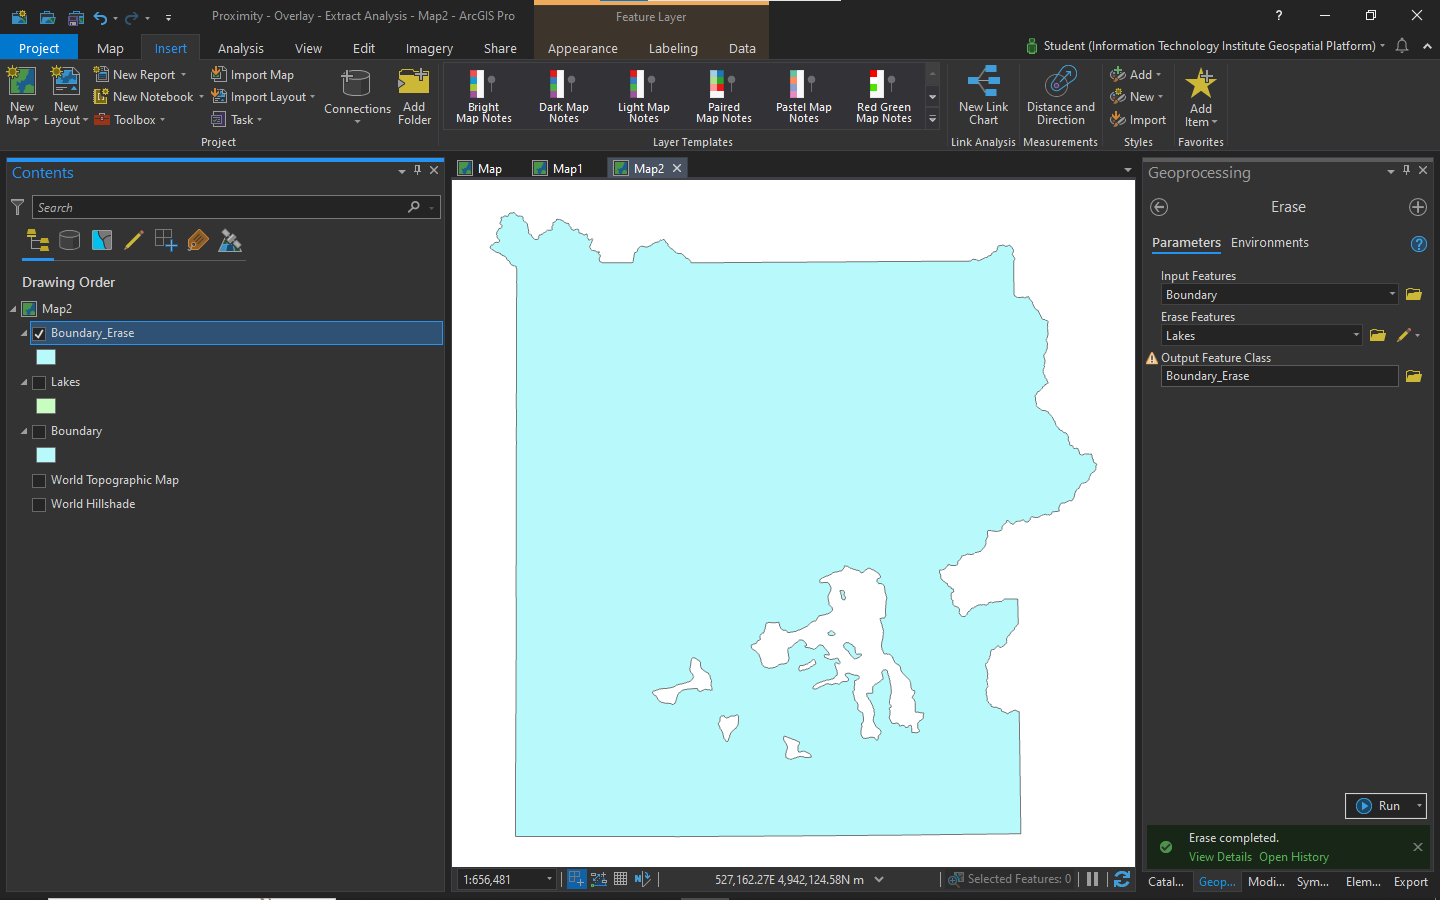 Proximity - Overlay - Extract Analysis - Map2 - ArcGIS Pro
Feature Layer
?
Project
Map
Insert
Analysis
View
Edit
Imagery
Share
Appearance
Labeling
Data
Student (Information Technology Institute Geospatial Platform)
New Map
New Layout
New Report
New Notebook
Toolbox
Import Map
Import Layout
Task
Connections
Add Folder
Project
Bright Map Notes
Dark Map Notes
Light Map Notes
Paired Map Notes
Pastel Map Notes
Red Green Map Notes
Layer Templates
New Link Chart
Link Analysis
Distance and Direction
Measurements
Add
New
Import
Styles
Add Item
Favorites
Contents
Search
Drawing Order
Map2
Boundary_Erase
Lakes
Boundary
World Topographic Map
World Hillshade
Map
Map1
Map2
1:656,481
527,162.27E 4,942,124.58N m
Selected Features: 0
Geoprocessing
Erase
Parameters
Environments
?
Input Features
Boundary
Erase Features
Lakes
Output Feature Class
Boundary_Erase
Run
Erase completed.
View Details Open History
Catal...
Geop...
Modi...
Sym...
Elem...
Export